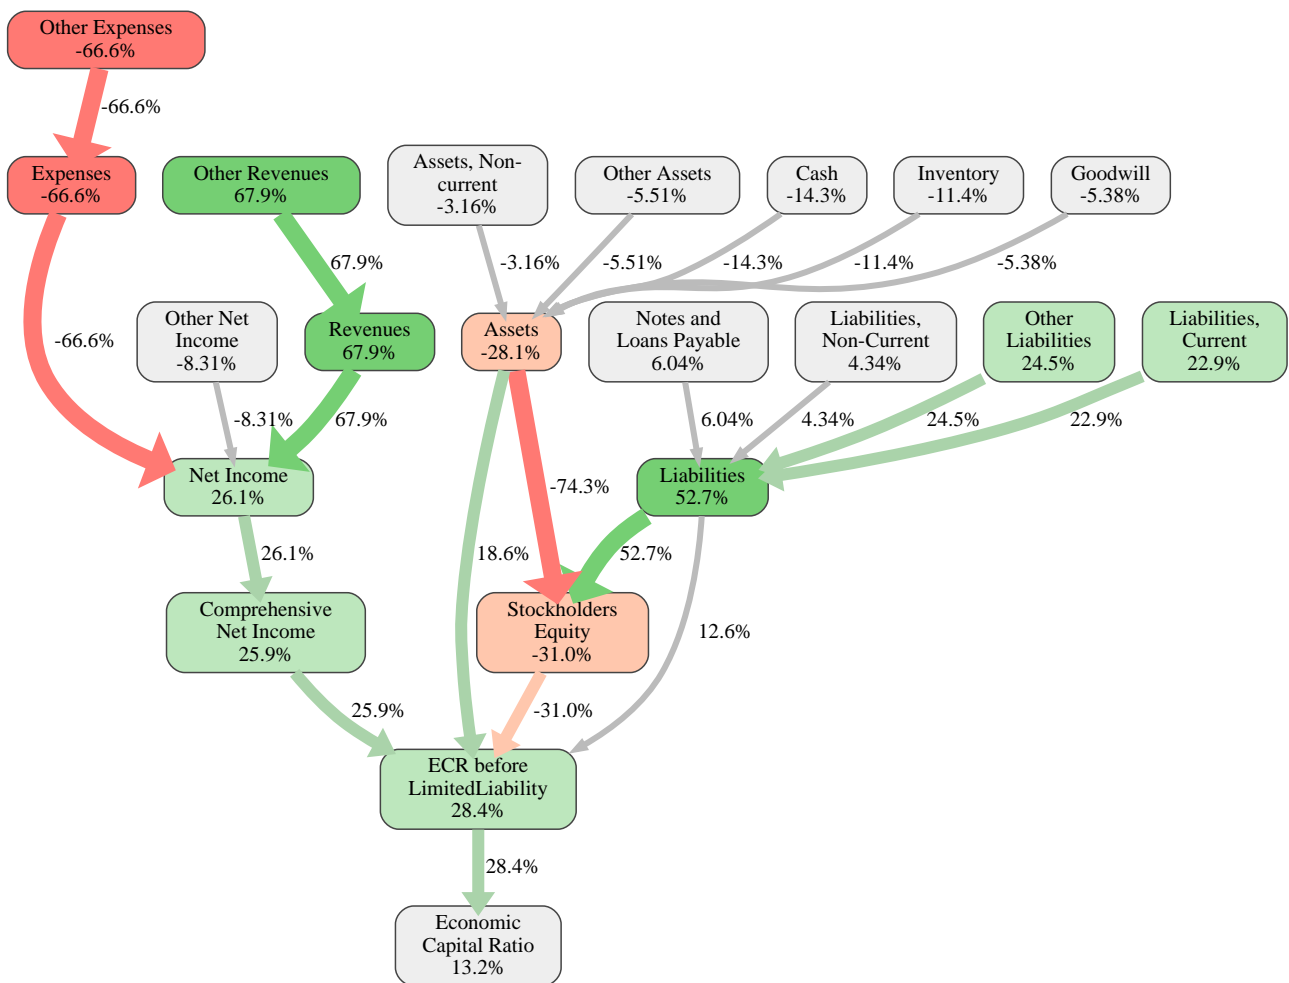 Other Expenses
-66.6%
-66.6%
Expenses
-66.6%
Other Revenues
67.9%
Assets, Non-
current
-3.16%
Other Assets
-5.51%
Cash
-14.3%
Inventory
-11.4%
Goodwill
-5.38%
67.9%
-3.16%
-5.51%
-14.3%
-11.4%
-5.38%
-66.6%
Other Net
Income
-8.31%
Revenues
67.9%
Assets
-28.1%
Notes and
Loans Payable
6.04%
Liabilities,
Non-Current
4.34%
Other
Liabilities
24.5%
Liabilities,
Current
22.9%
-8.31%
67.9%
6.04%
4.34%
24.5%
22.9%
Net Income
26.1%
-74.3%
Liabilities
52.7%
26.1%
18.6%
52.7%
Comprehensive
Net Income
25.9%
Stockholders
Equity
-31.0%
12.6%
25.9%
-31.0%
ECR before
LimitedLiability
28.4%
28.4%
Economic
Capital Ratio
13.2%